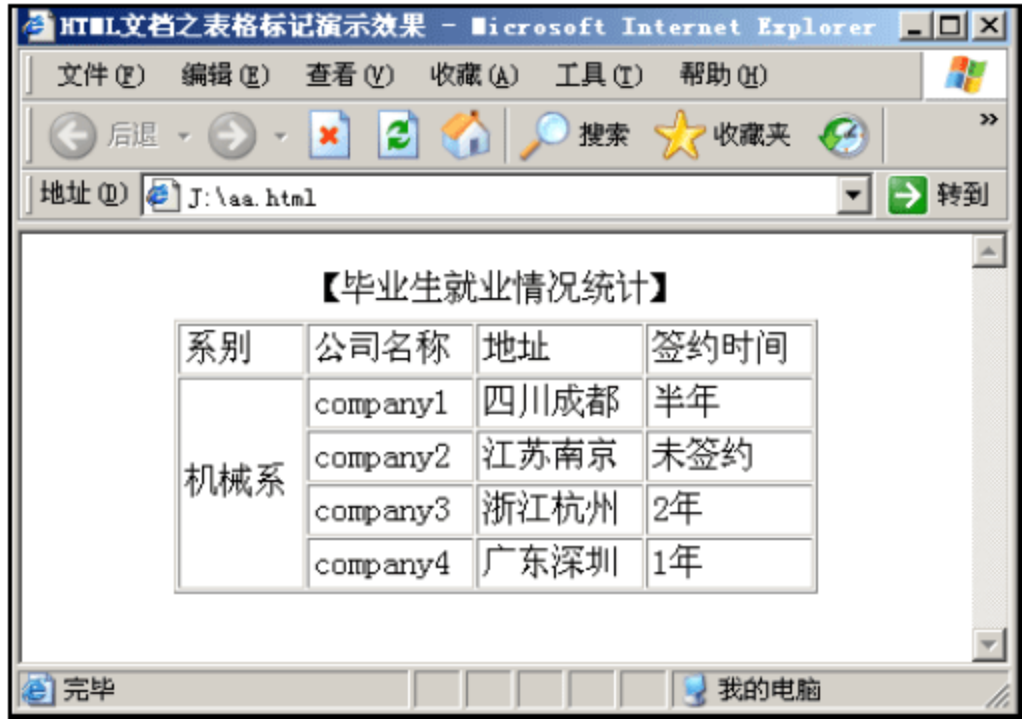 HTML文档之表格标记演示效果 - Microsoft Internet Explorer
文件(F) 编辑(E) 查看(V) 收藏(A) 工具(T) 帮助(H)
后退 搜索 收藏夹 »
地址(D) J:\aa.html 转到
【毕业生就业情况统计】
系别 公司名称 地址 签约时间
company1 四川成都 半年
机械系
company2 江苏南京 未签约
company3 浙江杭州 2年
company4 广东深圳 1年
完毕 我的电脑